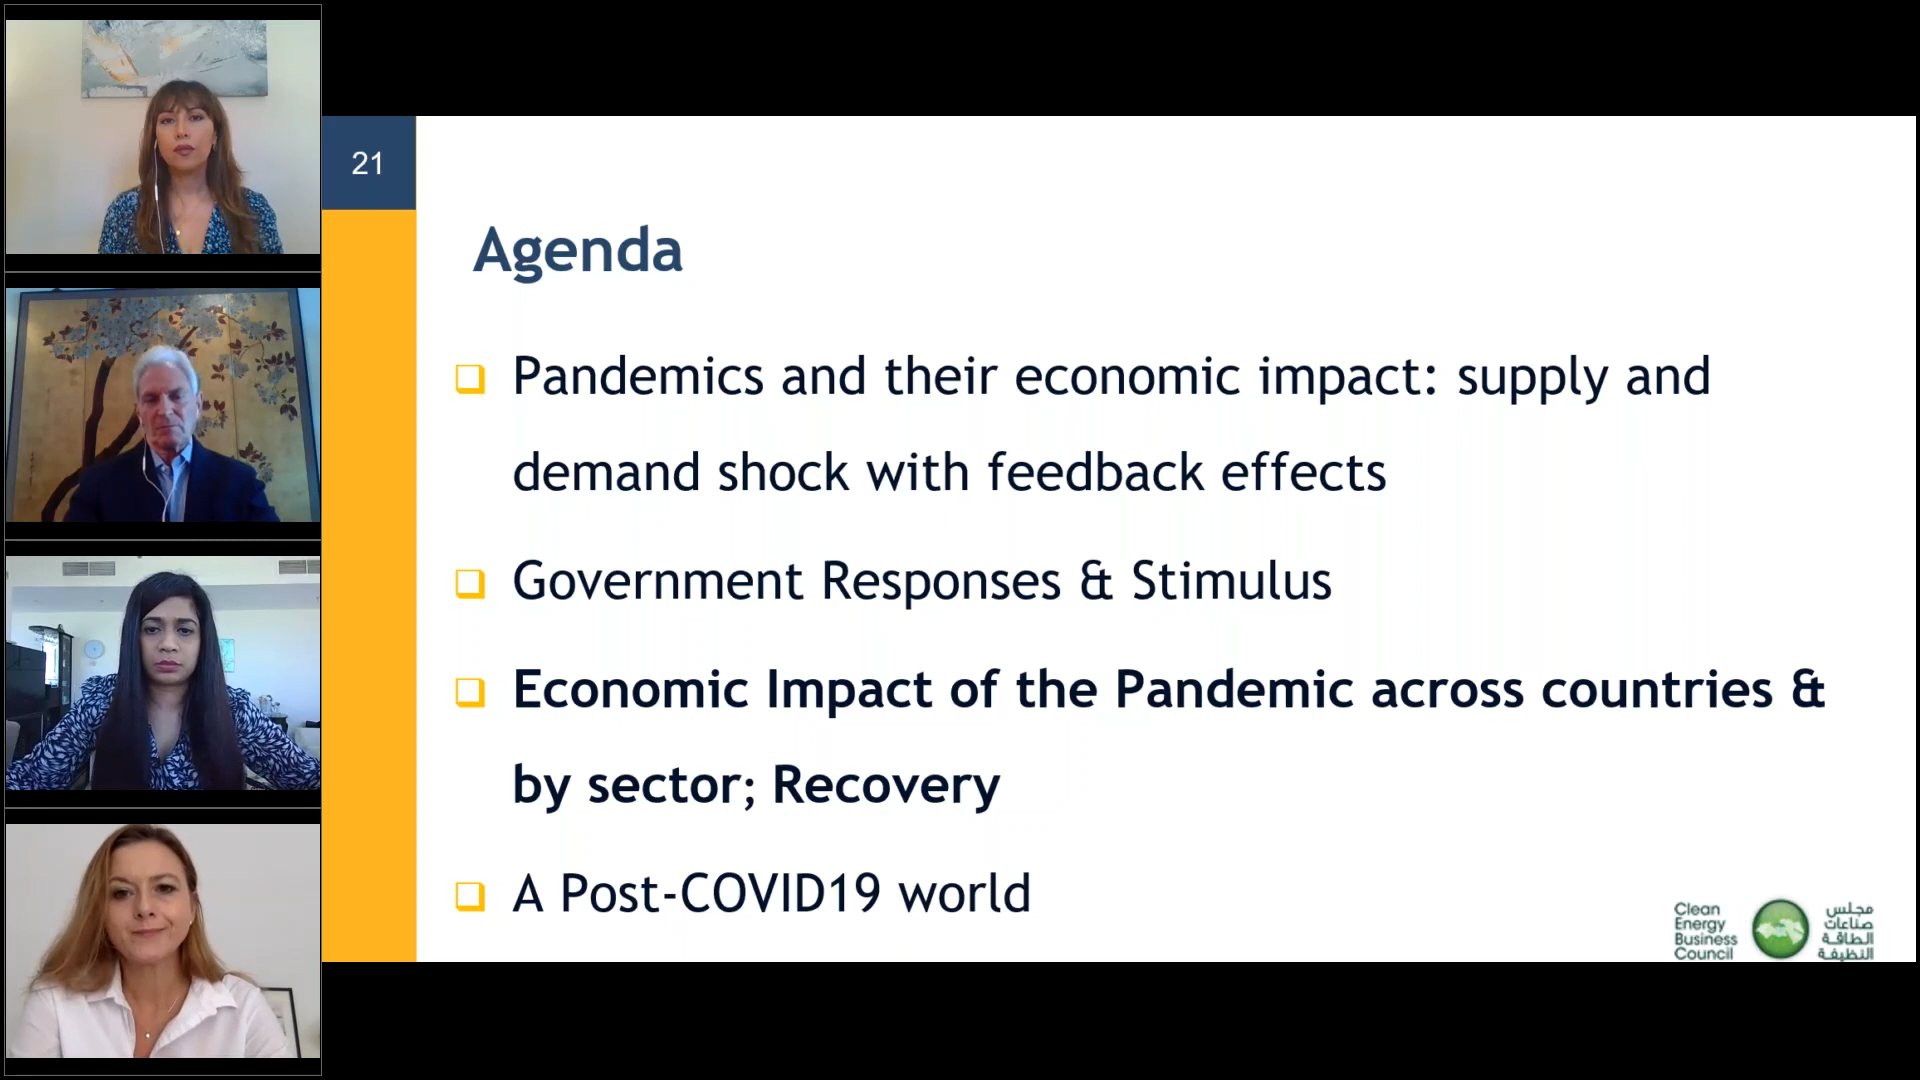 21
Agenda
Pandemics and their economic impact: supply and
demand shock with feedback effects
Government Responses & Stimulus
Economic Impact of the Pandemic across countries &
by sector; Recovery
A Post-COVID19 world
Clean
Energy
Business
Council
مجلس
صناعات
الطاقة
النظيفة